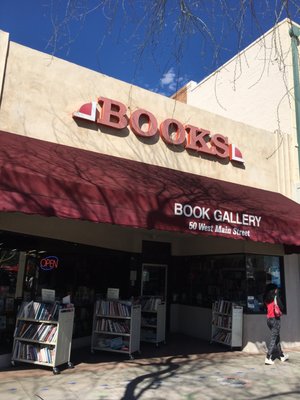 BOOKS
BOOK GALLERY
50 West Main Street
OPEN